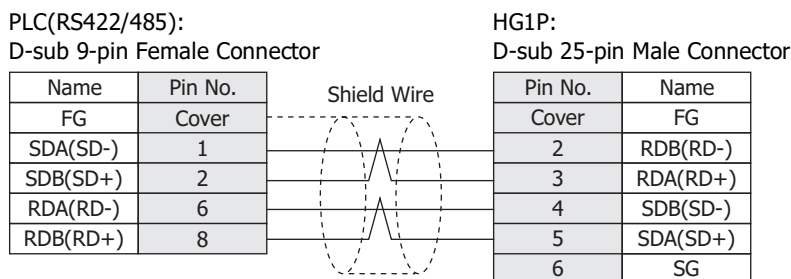 PLC(RS422/485): HG1P:
D-sub 9-pin Female Connector D-sub 25-pin Male Connector
Name Pin No. Shield Wire Pin No. Name
FG Cover Cover FG
SDA(SD-) 1 2 RDB(RD-)
SDB(SD+) 2 3 RDA(RD+)
RDA(RD-) 6 4 SDB(SD-)
RDB(RD+) 8 5 SDA(SD+)
6 SG